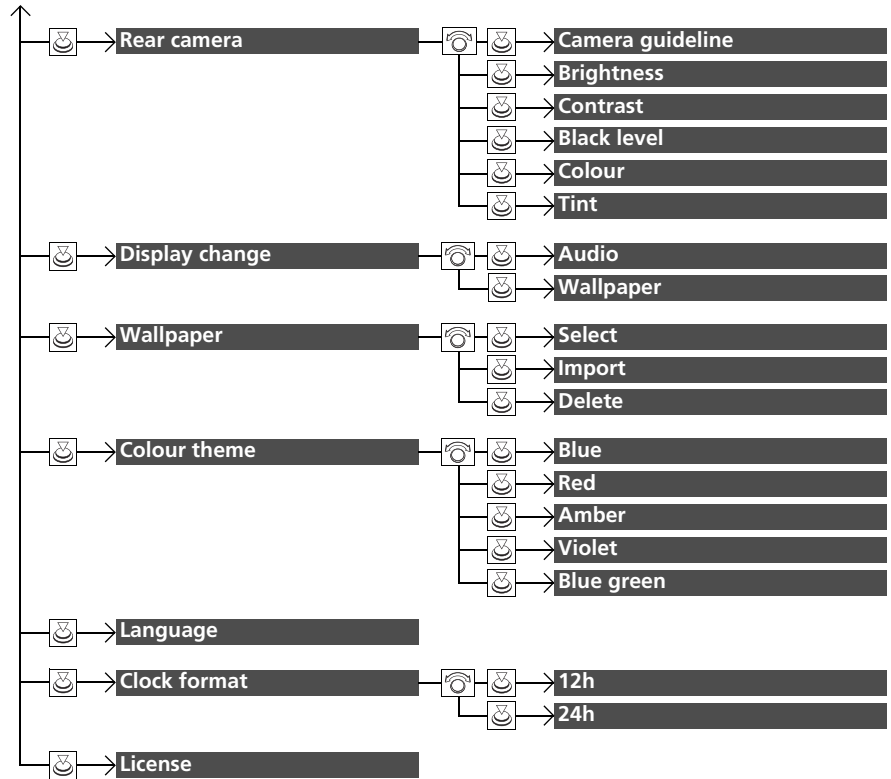 Rear camera
Camera guideline
Brightness
Contrast
Black level
Colour
Tint
Display change
Audio
Wallpaper
Wallpaper
Select
Import
Delete
Colour theme
Blue
Red
Amber
Violet
Blue green
Language
Clock format
12h
24h
License